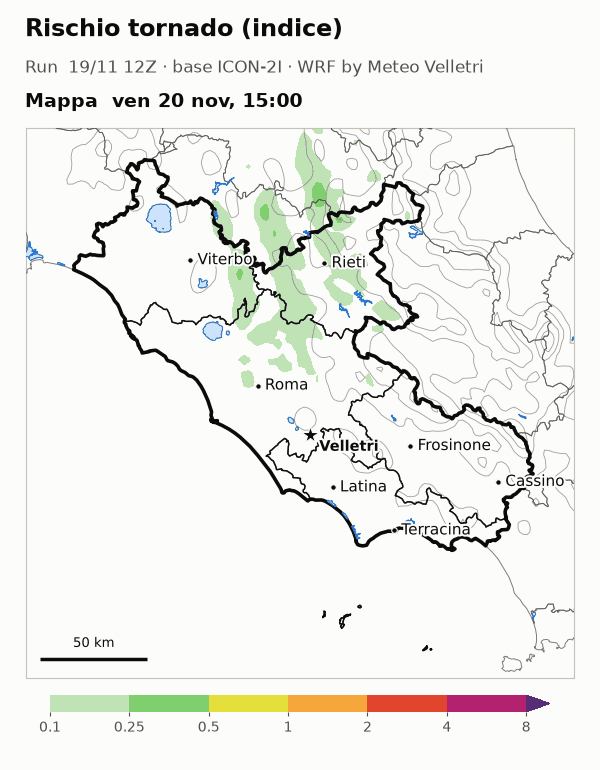 Rischio tornado (indice)
Run  19/11 12Z · base ICON-2I · WRF by Meteo Velletri
Mappa  ven 20 nov, 15:00
Viterbo
Rieti
Roma
Velletri
Frosinone
Latina
Cassino
Terracina
50 km
0.1 0.25 0.5 1 2 4 8